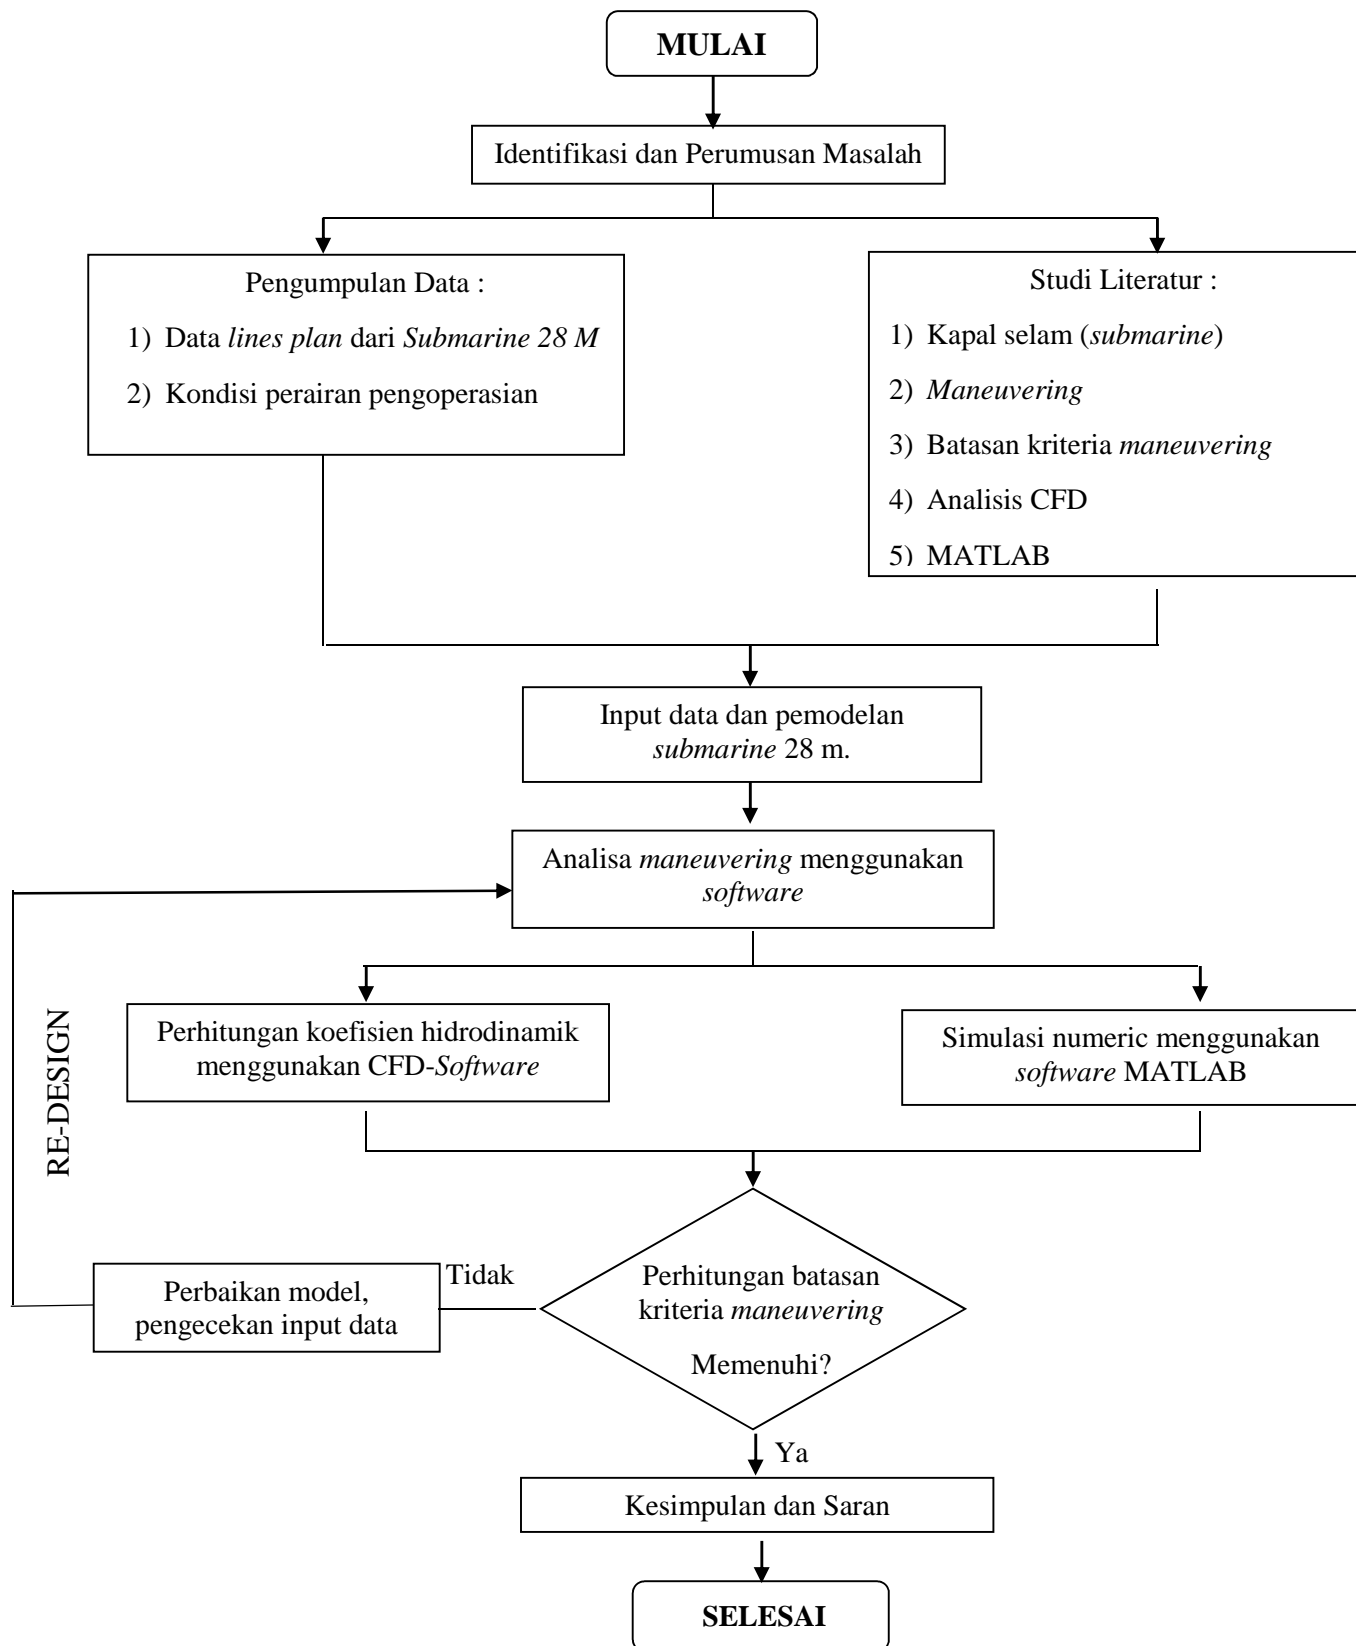 MULAI
Identifikasi dan Perumusan Masalah
Pengumpulan Data :
1) Data lines plan dari Submarine 28 M
2) Kondisi perairan pengoperasian
Studi Literatur :
1) Kapal selam (submarine)
2) Maneuvering
3) Batasan kriteria maneuvering
4) Analisis CFD
5) MATLAB
Input data dan pemodelan
submarine 28 m.
Analisa maneuvering menggunakan
software
RE-DESIGN
Perhitungan koefisien hidrodinamik
menggunakan CFD-Software
Simulasi numeric menggunakan
software MATLAB
Perhitungan batasan
kriteria maneuvering
Memenuhi?
Tidak
Perbaikan model,
pengecekan input data
Ya
Kesimpulan dan Saran
SELESAI